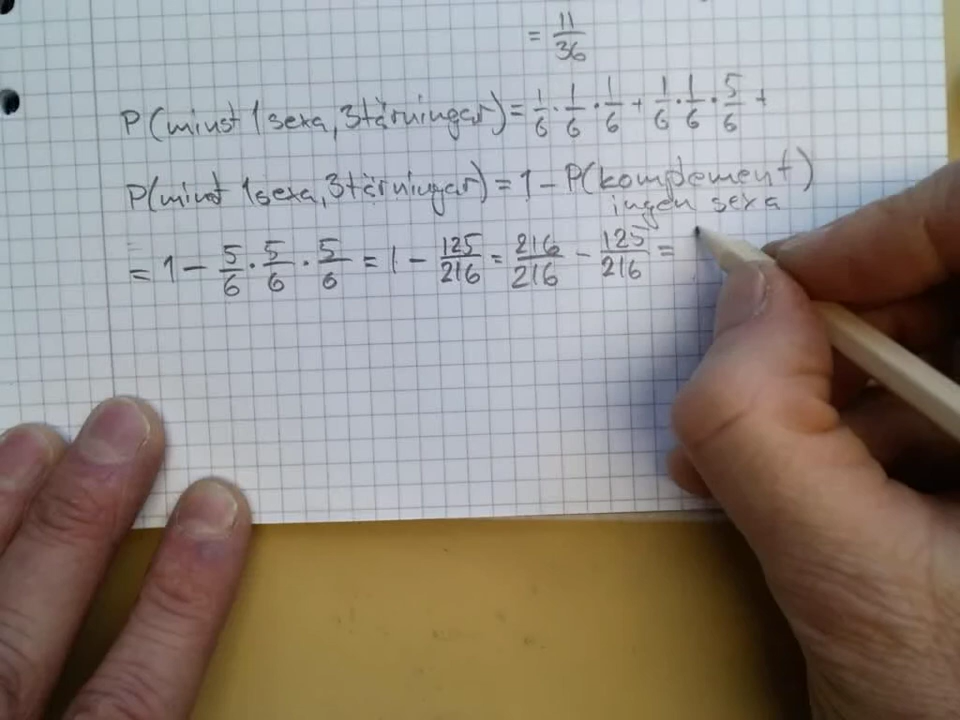 = 11/36
P(minst 1 sexa, 3 tärningar) = 1/6 · 1/6 · 1/6 + 1/6 · 1/6 · 5/6 +
P(minst 1 sexa, 3 tärningar) = 1 - P(komplement)
ingen sexa
= 1 - 5/6 · 5/6 · 5/6 = 1 - 125/216 = 216/216 - 125/216 =